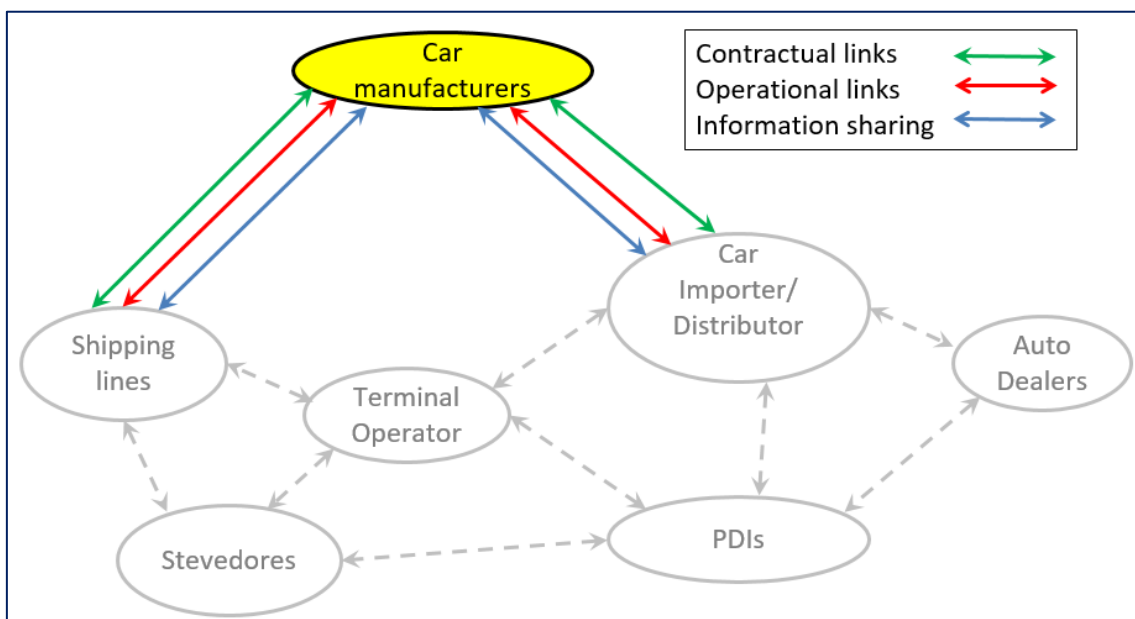 Car
manufacturers
Contractual links
Operational links
Information sharing
Car
Importer/
Distributor
Shipping
lines
Auto
Dealers
Terminal
Operator
Stevedores
PDIs